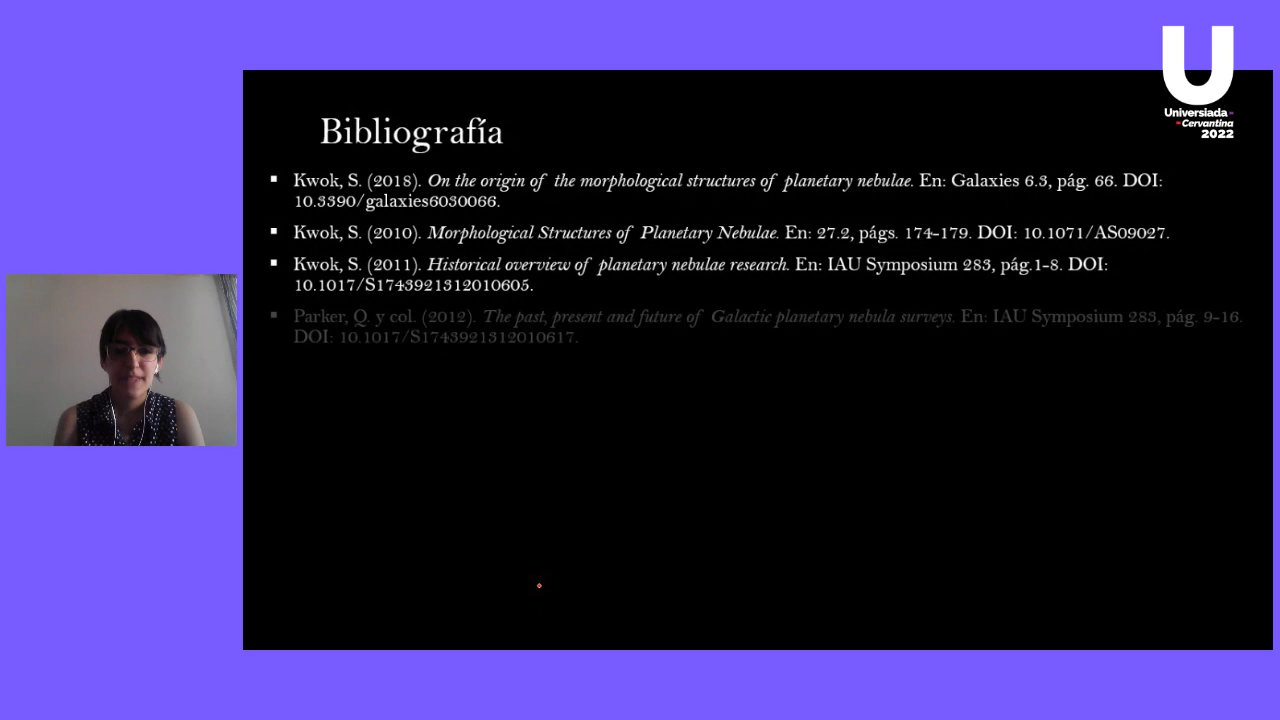 U
Universiada
Cervantina
2022
Bibliografía
Kwok, S. (2018). On the origin of the morphological structures of planetary nebulae. En: Galaxies 6.3, pág. 66. DOI:
10.3390/galaxies6030066.
Kwok, S. (2010). Morphological Structures of Planetary Nebulae. En: 27.2, págs. 174-179. DOI: 10.1071/AS09027.
Kwok, S. (2011). Historical overview of planetary nebulae research. En: IAU Symposium 283, pág.1-8. DOI:
10.1017/S1743921312010605.
Parker, Q. y col. (2012). The past, present and future of Galactic planetary nebula surveys. En: IAU Symposium 283, pág. 9-16.
DOI: 10.1017/S1743921312010617.